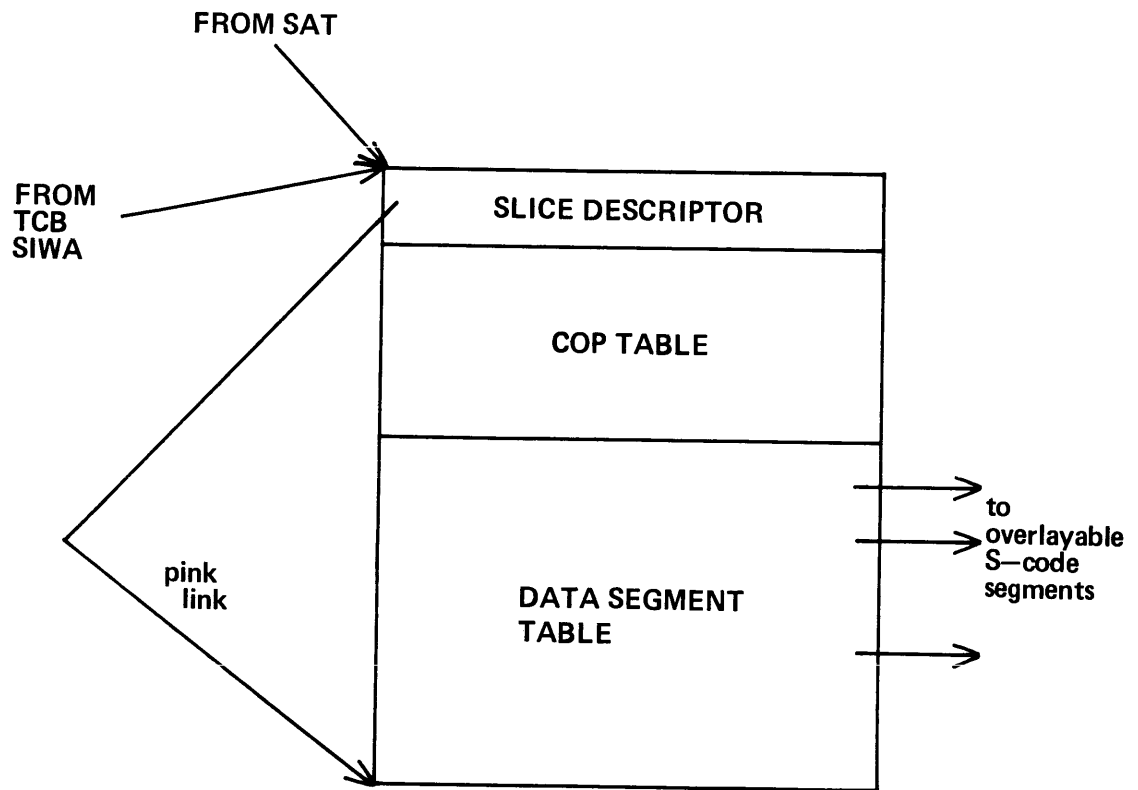 FROM SAT
FROM
TCB
SIWA
SLICE DESCRIPTOR
COP TABLE
to
overlayable
S—code
segments
pink
link
DATA SEGMENT
TABLE